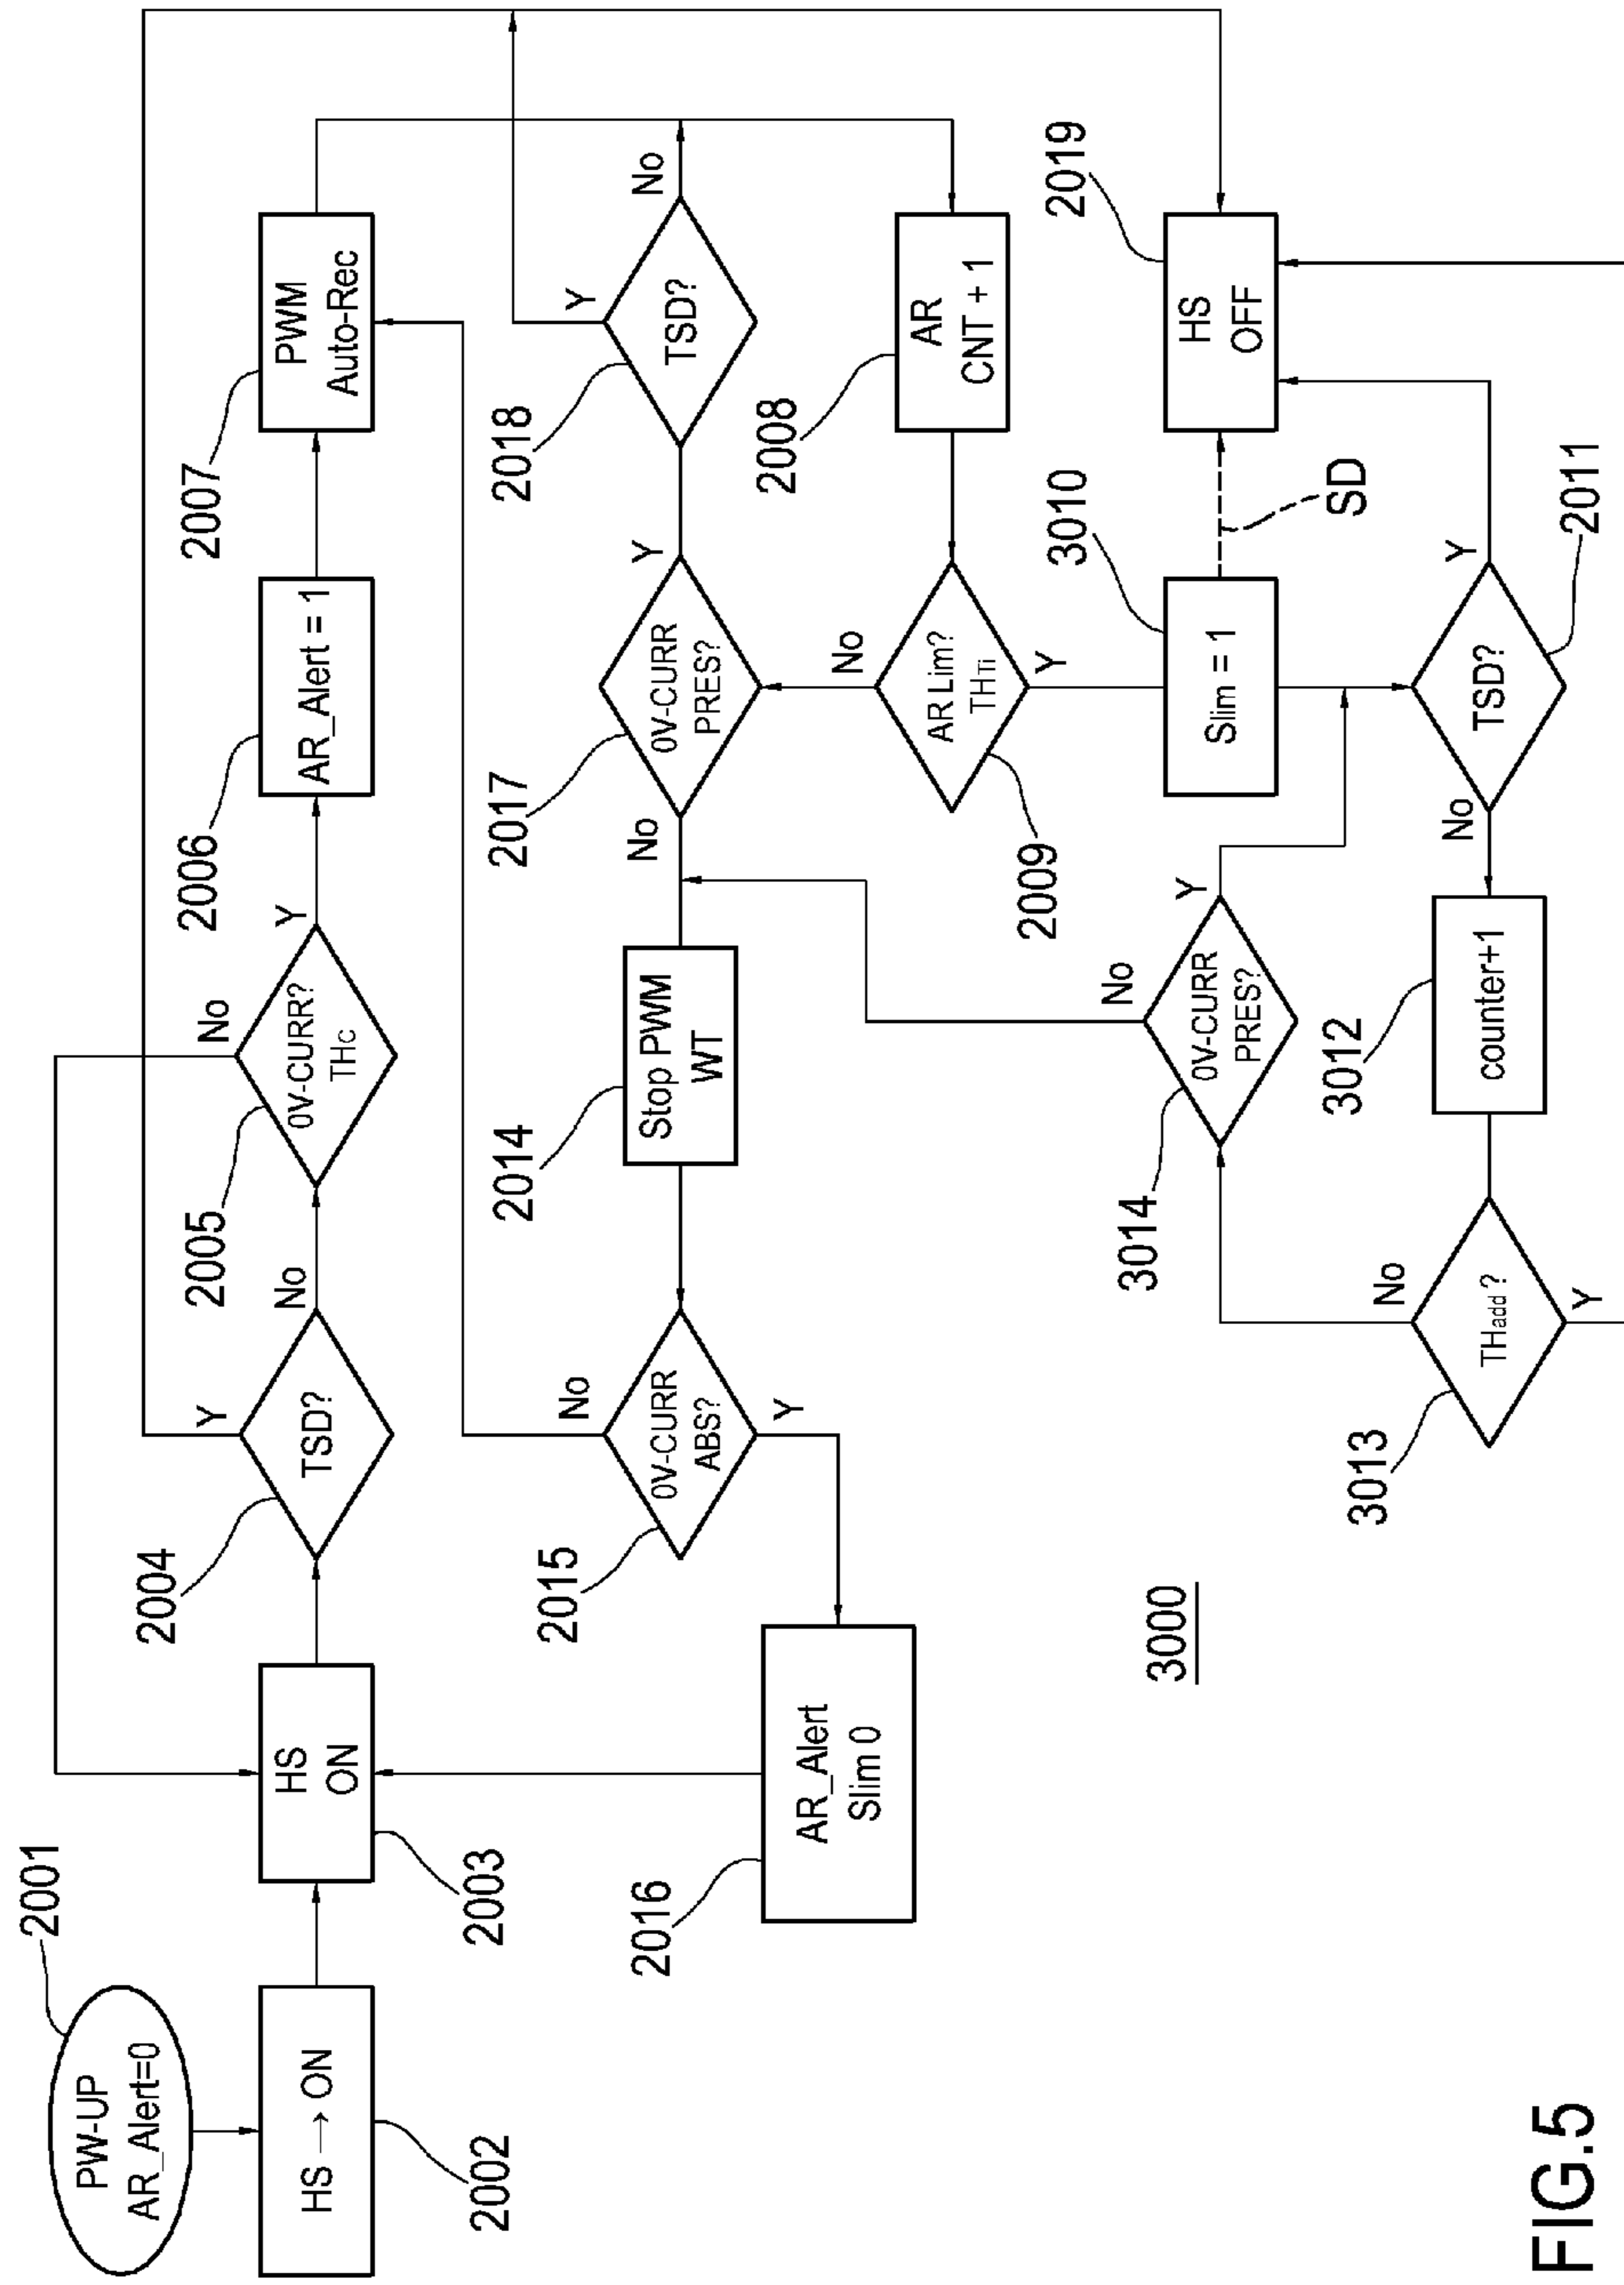 2001
PW-UP
AR_Alert=0
HS → ON
2002
HS
ON
2003
2004
TSD?
Y
No
2005
0V-CURR?
THC
No
Y
2006
AR_Alert = 1
2007
PWM
Auto-Rec
2016
AR_Alert
Slim 0
2015
0V-CURR
ABS?
No
Y
2014
Stop PWM
WT
2017
0V-CURR
PRES?
No
Y
2018
TSD?
Y
No
2008
AR
CNT + 1
2009
AR Lim?
THTi
No
Y
3010
Slim = 1
SD
2019
HS
OFF
2011
TSD?
Y
No
3012
counter+1
3013
THadd ?
No
Y
3014
0V-CURR
PRES?
No
Y
3000
FIG.5